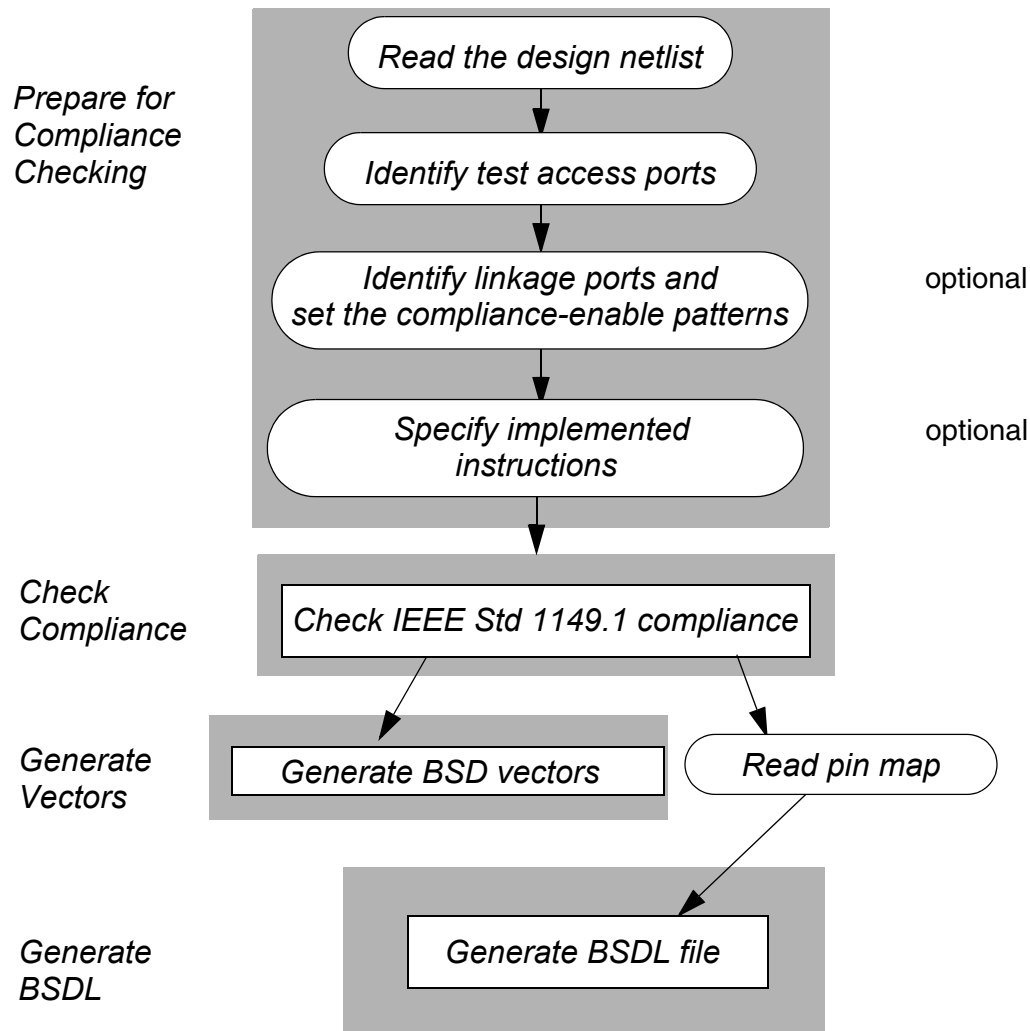 Read the design netlist
Prepare for
Compliance
Checking
Identify test access ports
Identify linkage ports and
set the compliance-enable patterns
optional
Specify implemented
instructions
optional
Check
Compliance
Check IEEE Std 1149.1 compliance
Generate
Vectors
Generate BSD vectors
Read pin map
Generate
BSDL
Generate BSDL file